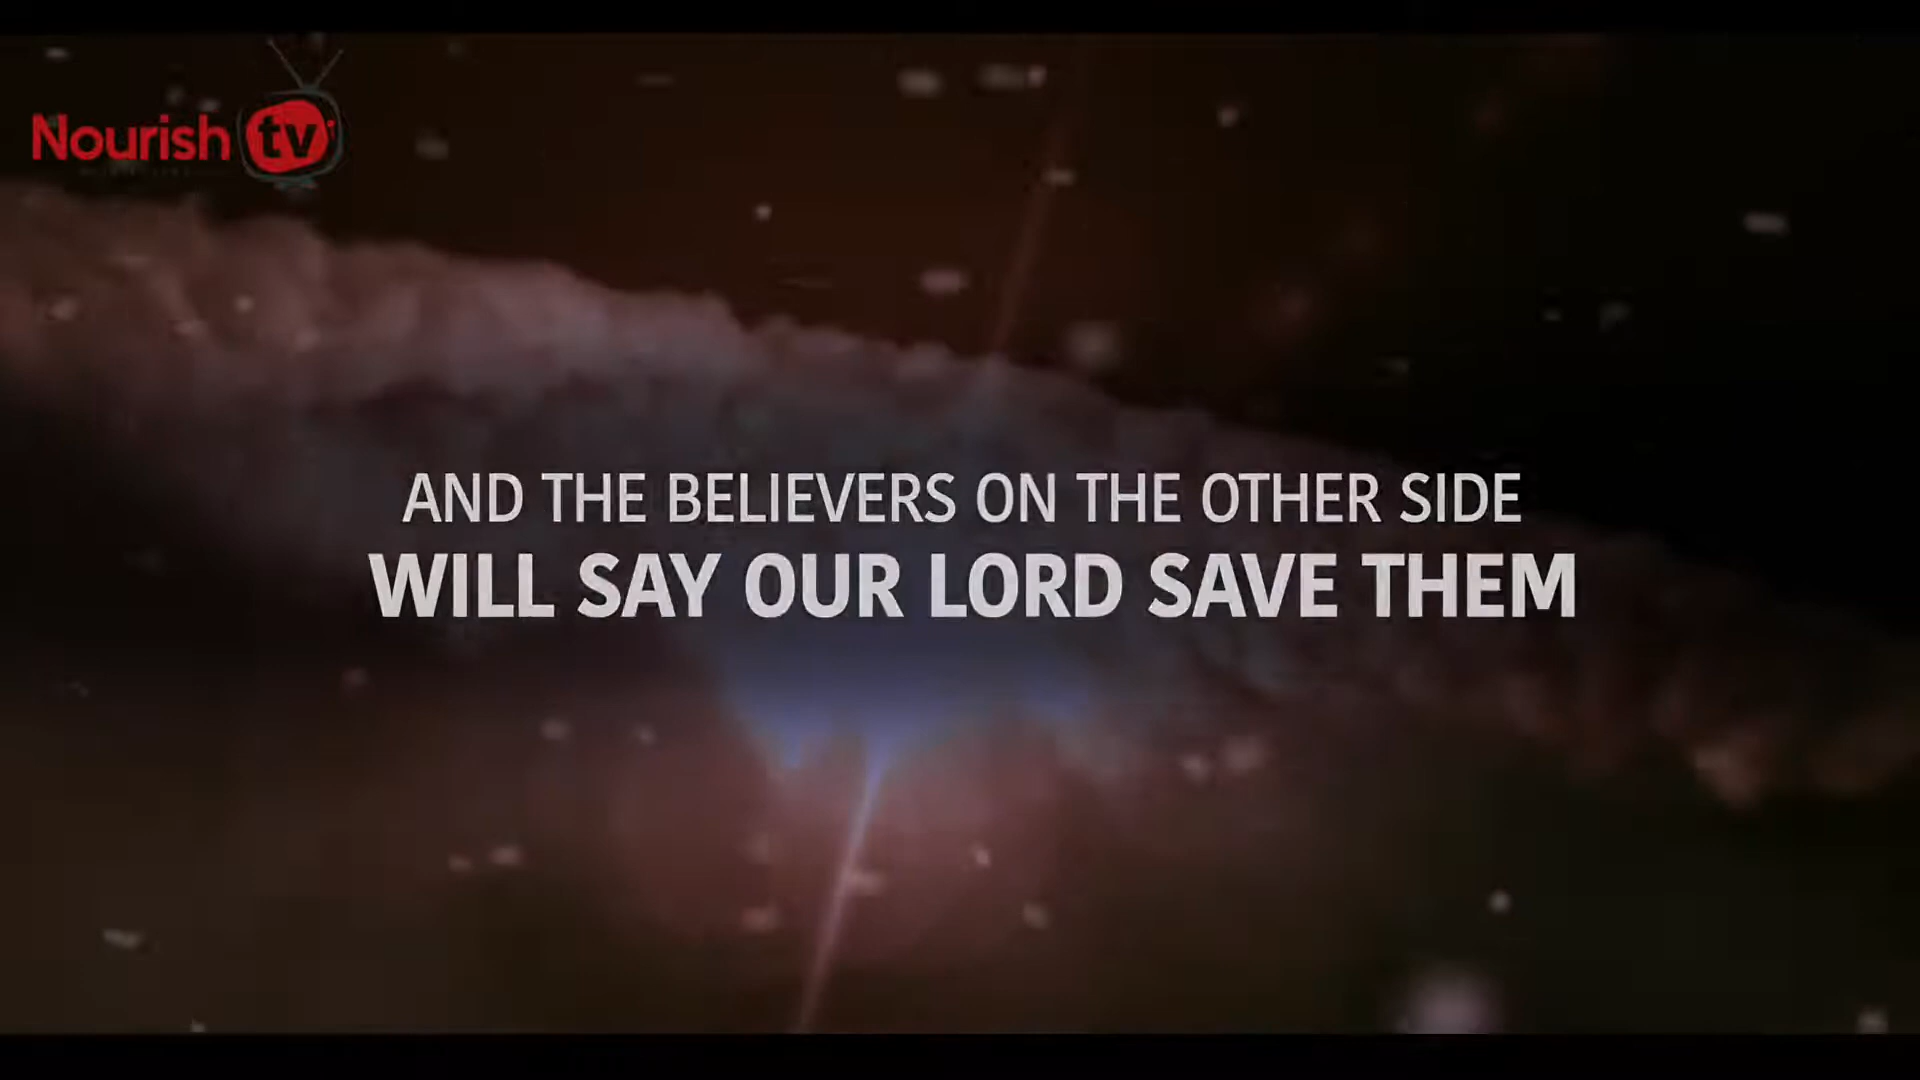 Nourish tv
AND THE BELIEVERS ON THE OTHER SIDE
WILL SAY OUR LORD SAVE THEM